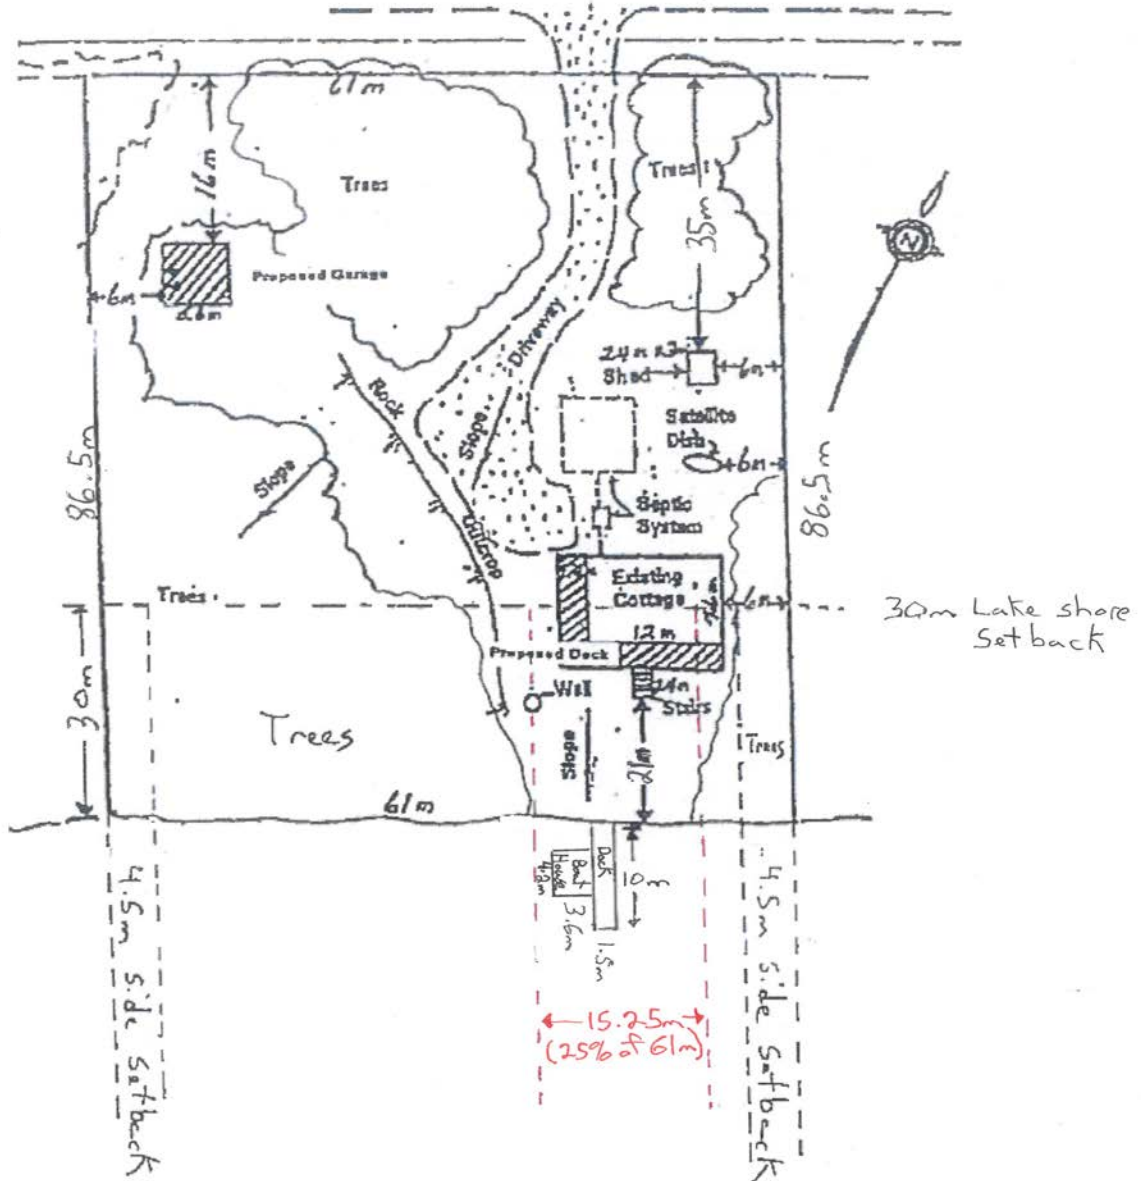 61m
16m
Trees
Trees
35m
N
Proposed Garage
6m
6.6m
Driveway
24m x3
Shed
6m
Rock
Slope
Satellite
Dish
6m
86.5m
86.5m
Slope
Septic
System
Outcrop
Existing
Cottage
6m
12m
Trees
30m Lake shore
Setback
Proposed Deck
Well
Stairs
30m
Trees
Slope
21m
Trees
61m
Dock
Boat
House
10m
3.6m
1.5m
4.5m side setback
4.5m side setback
15.25m
(25% of 61m)